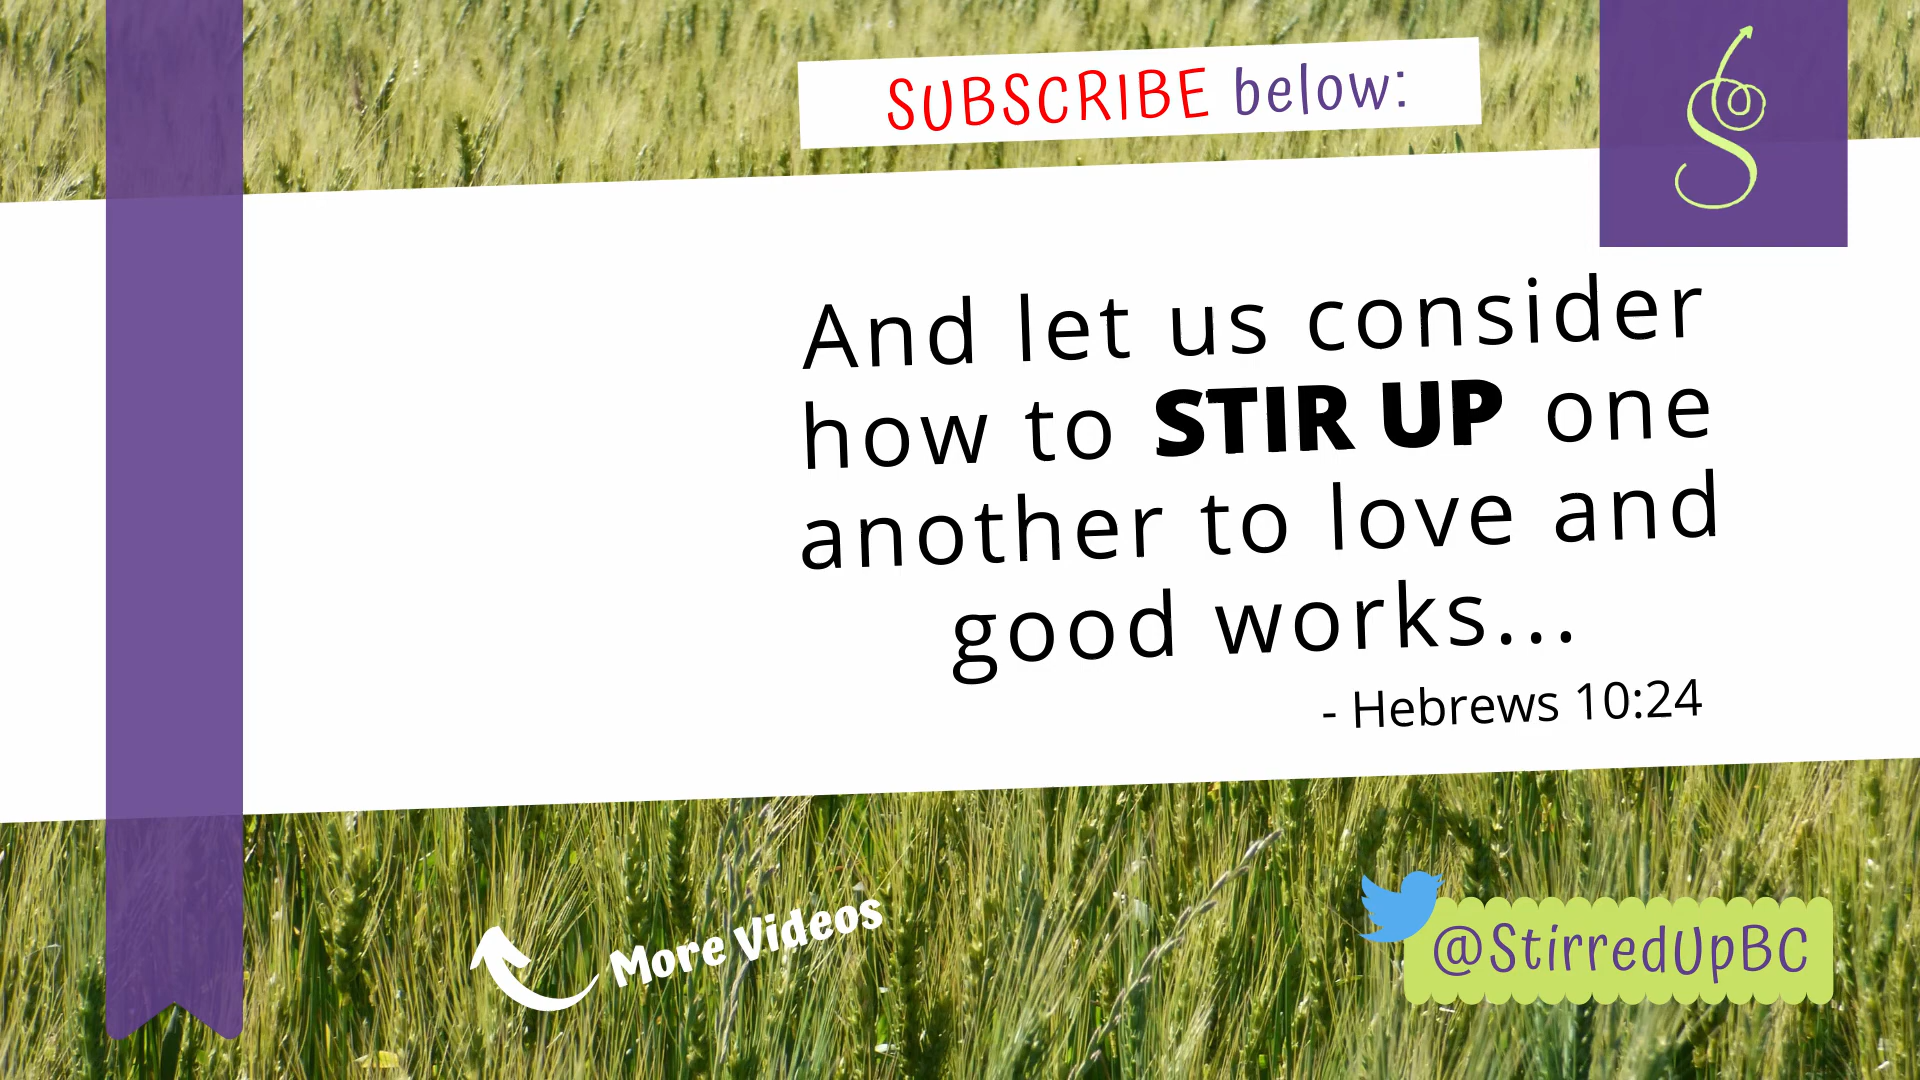 SUBSCRIBE below:
And let us consider
how to STIR UP one
another to love and
good works...
- Hebrews 10:24
More Videos
@StirredUpBC